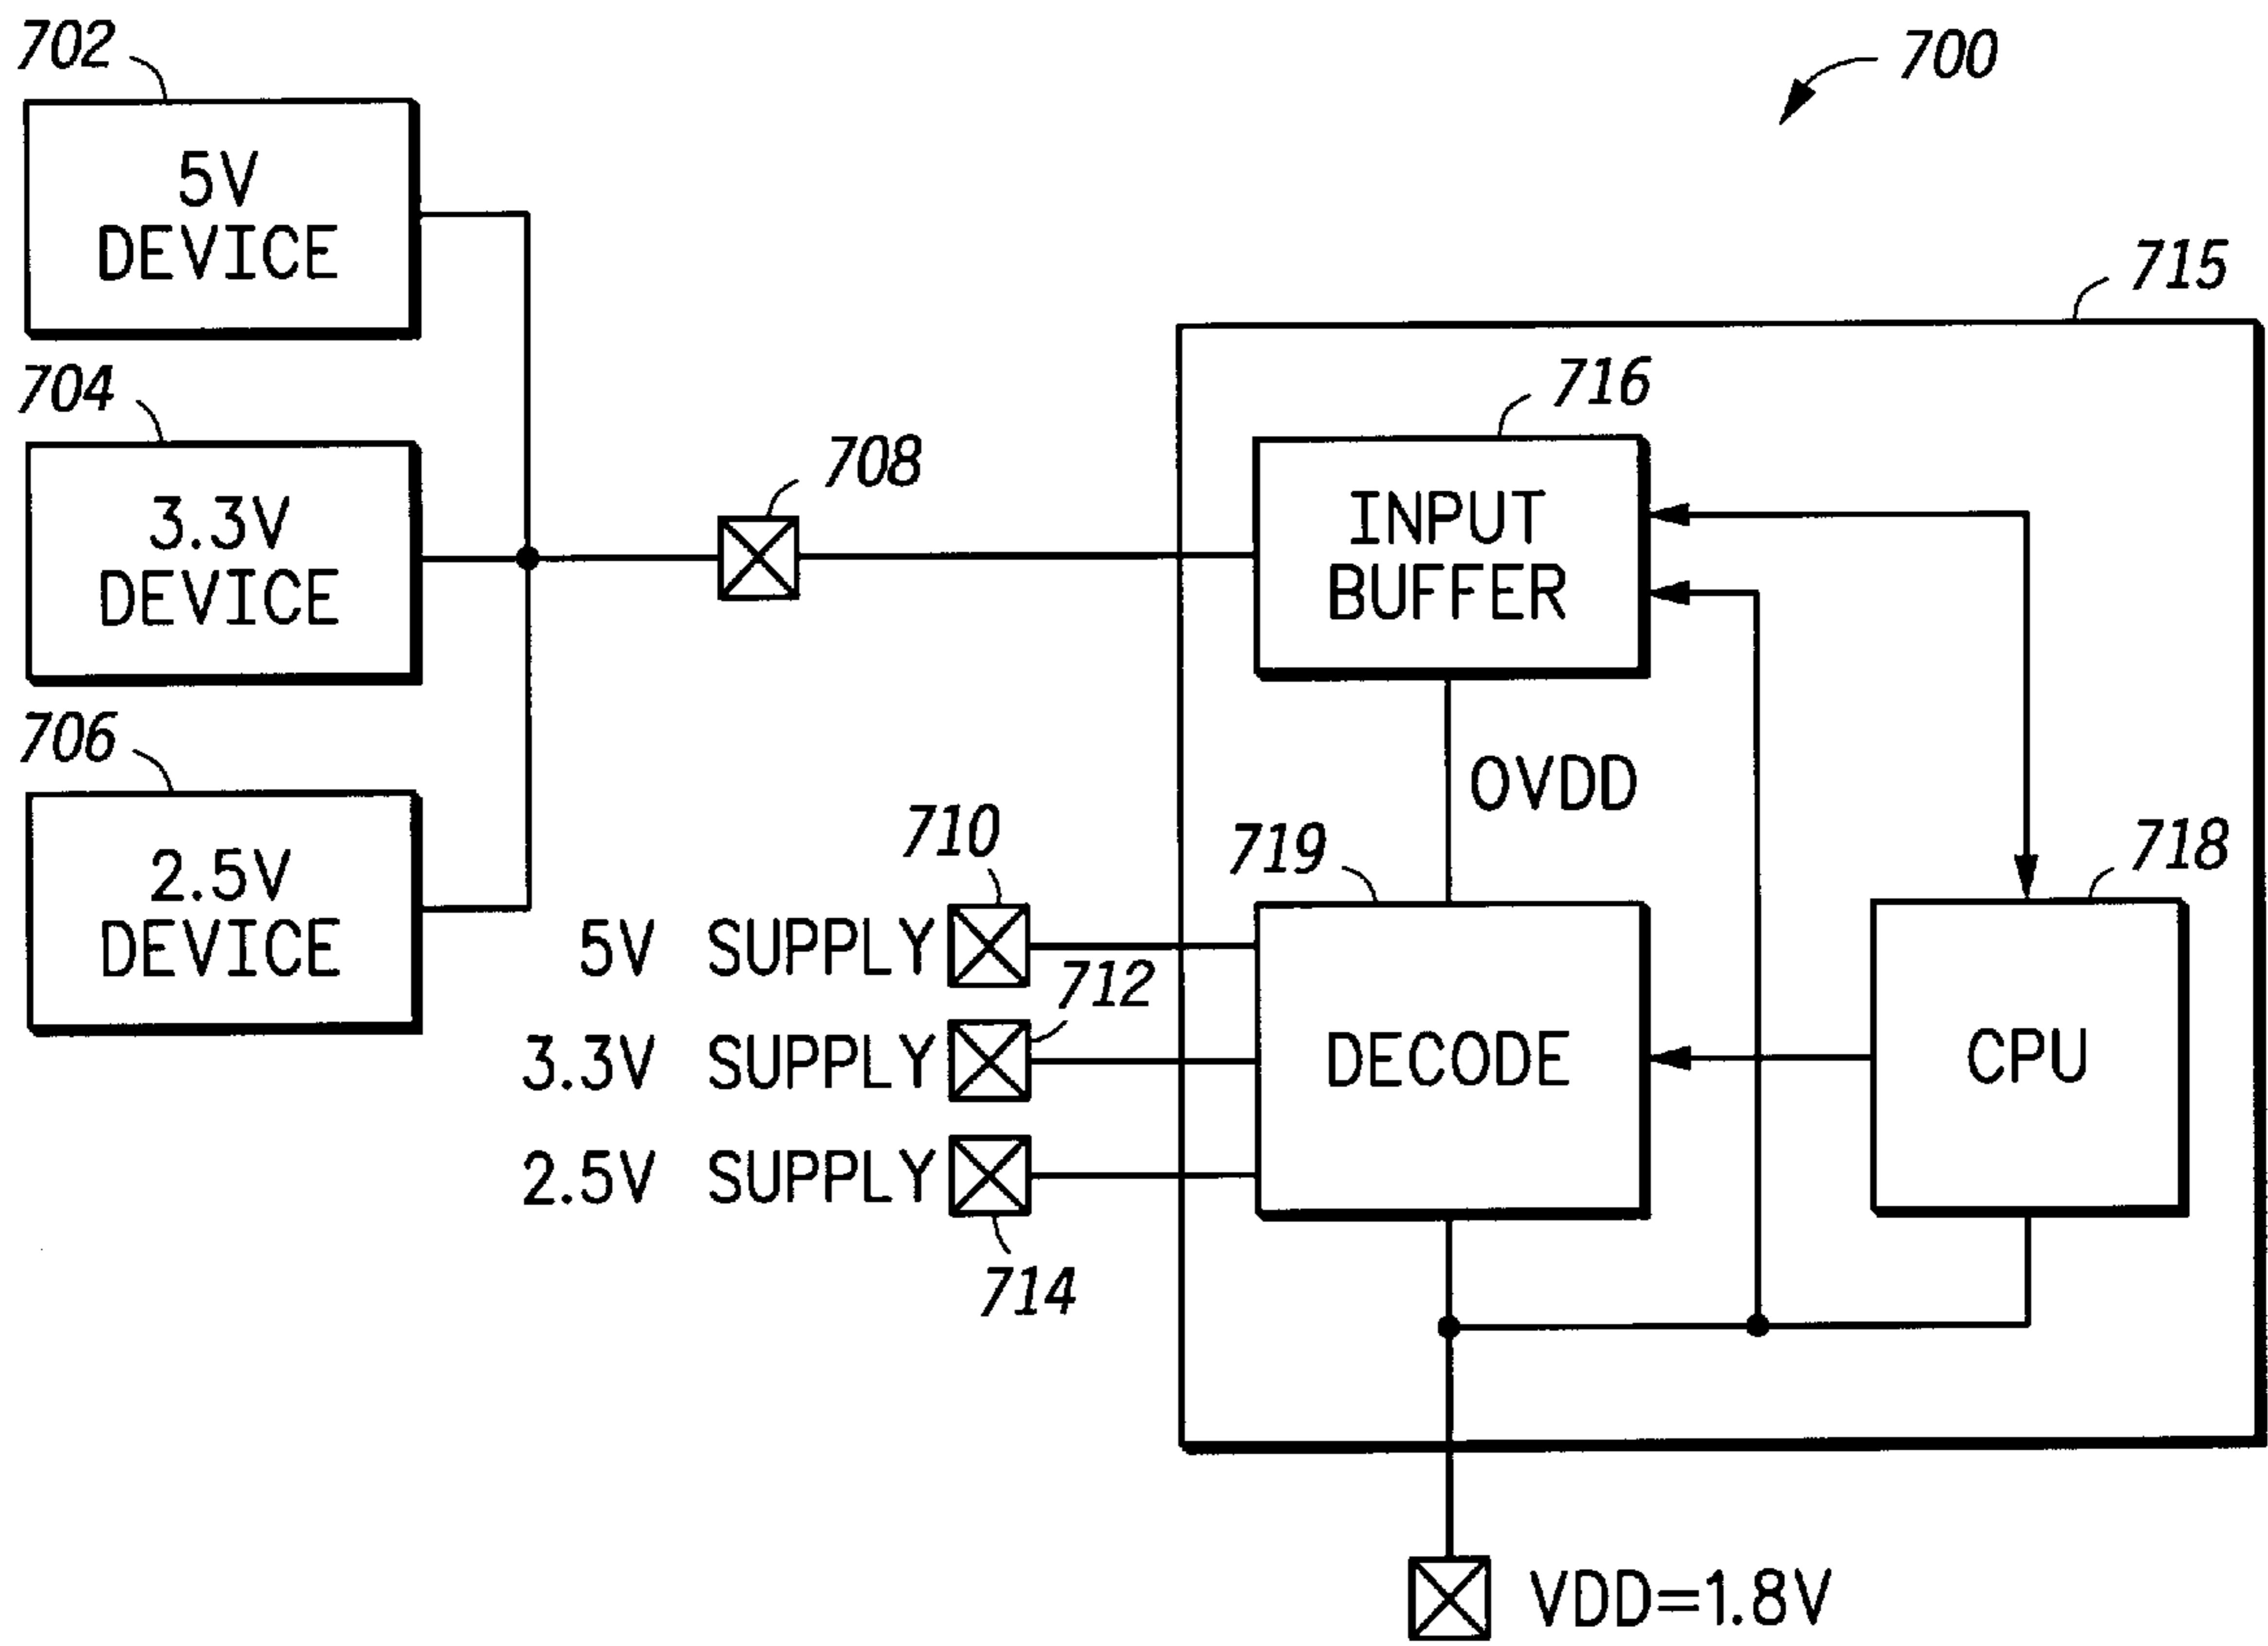 702
700
5V
DEVICE
715
704
716
708
3.3V
DEVICE
INPUT
BUFFER
706
OVDD
710
719
718
2.5V
DEVICE
5V SUPPLY
712
3.3V SUPPLY
DECODE
CPU
2.5V SUPPLY
714
VDD=1.8V